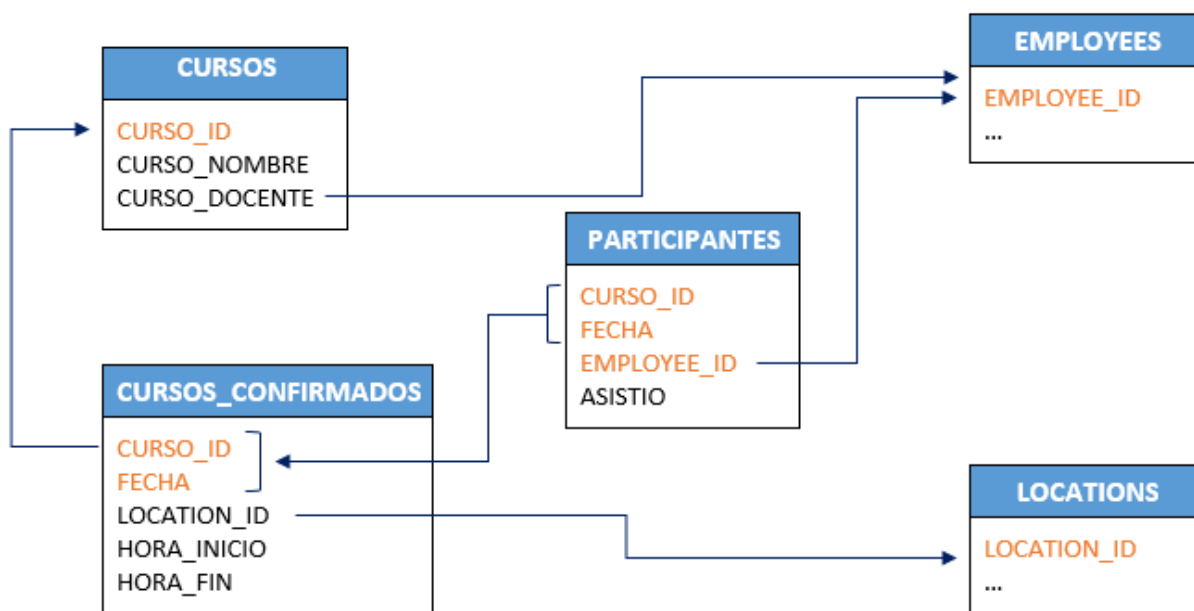 CURSOS
CURSO_ID
CURSO_NOMBRE
CURSO_DOCENTE
EMPLOYEES
EMPLOYEE_ID
...
PARTICIPANTES
CURSO_ID
FECHA
EMPLOYEE_ID
ASISTIO
CURSOS_CONFIRMADOS
CURSO_ID
FECHA
LOCATION_ID
HORA_INICIO
HORA_FIN
LOCATIONS
LOCATION_ID
...